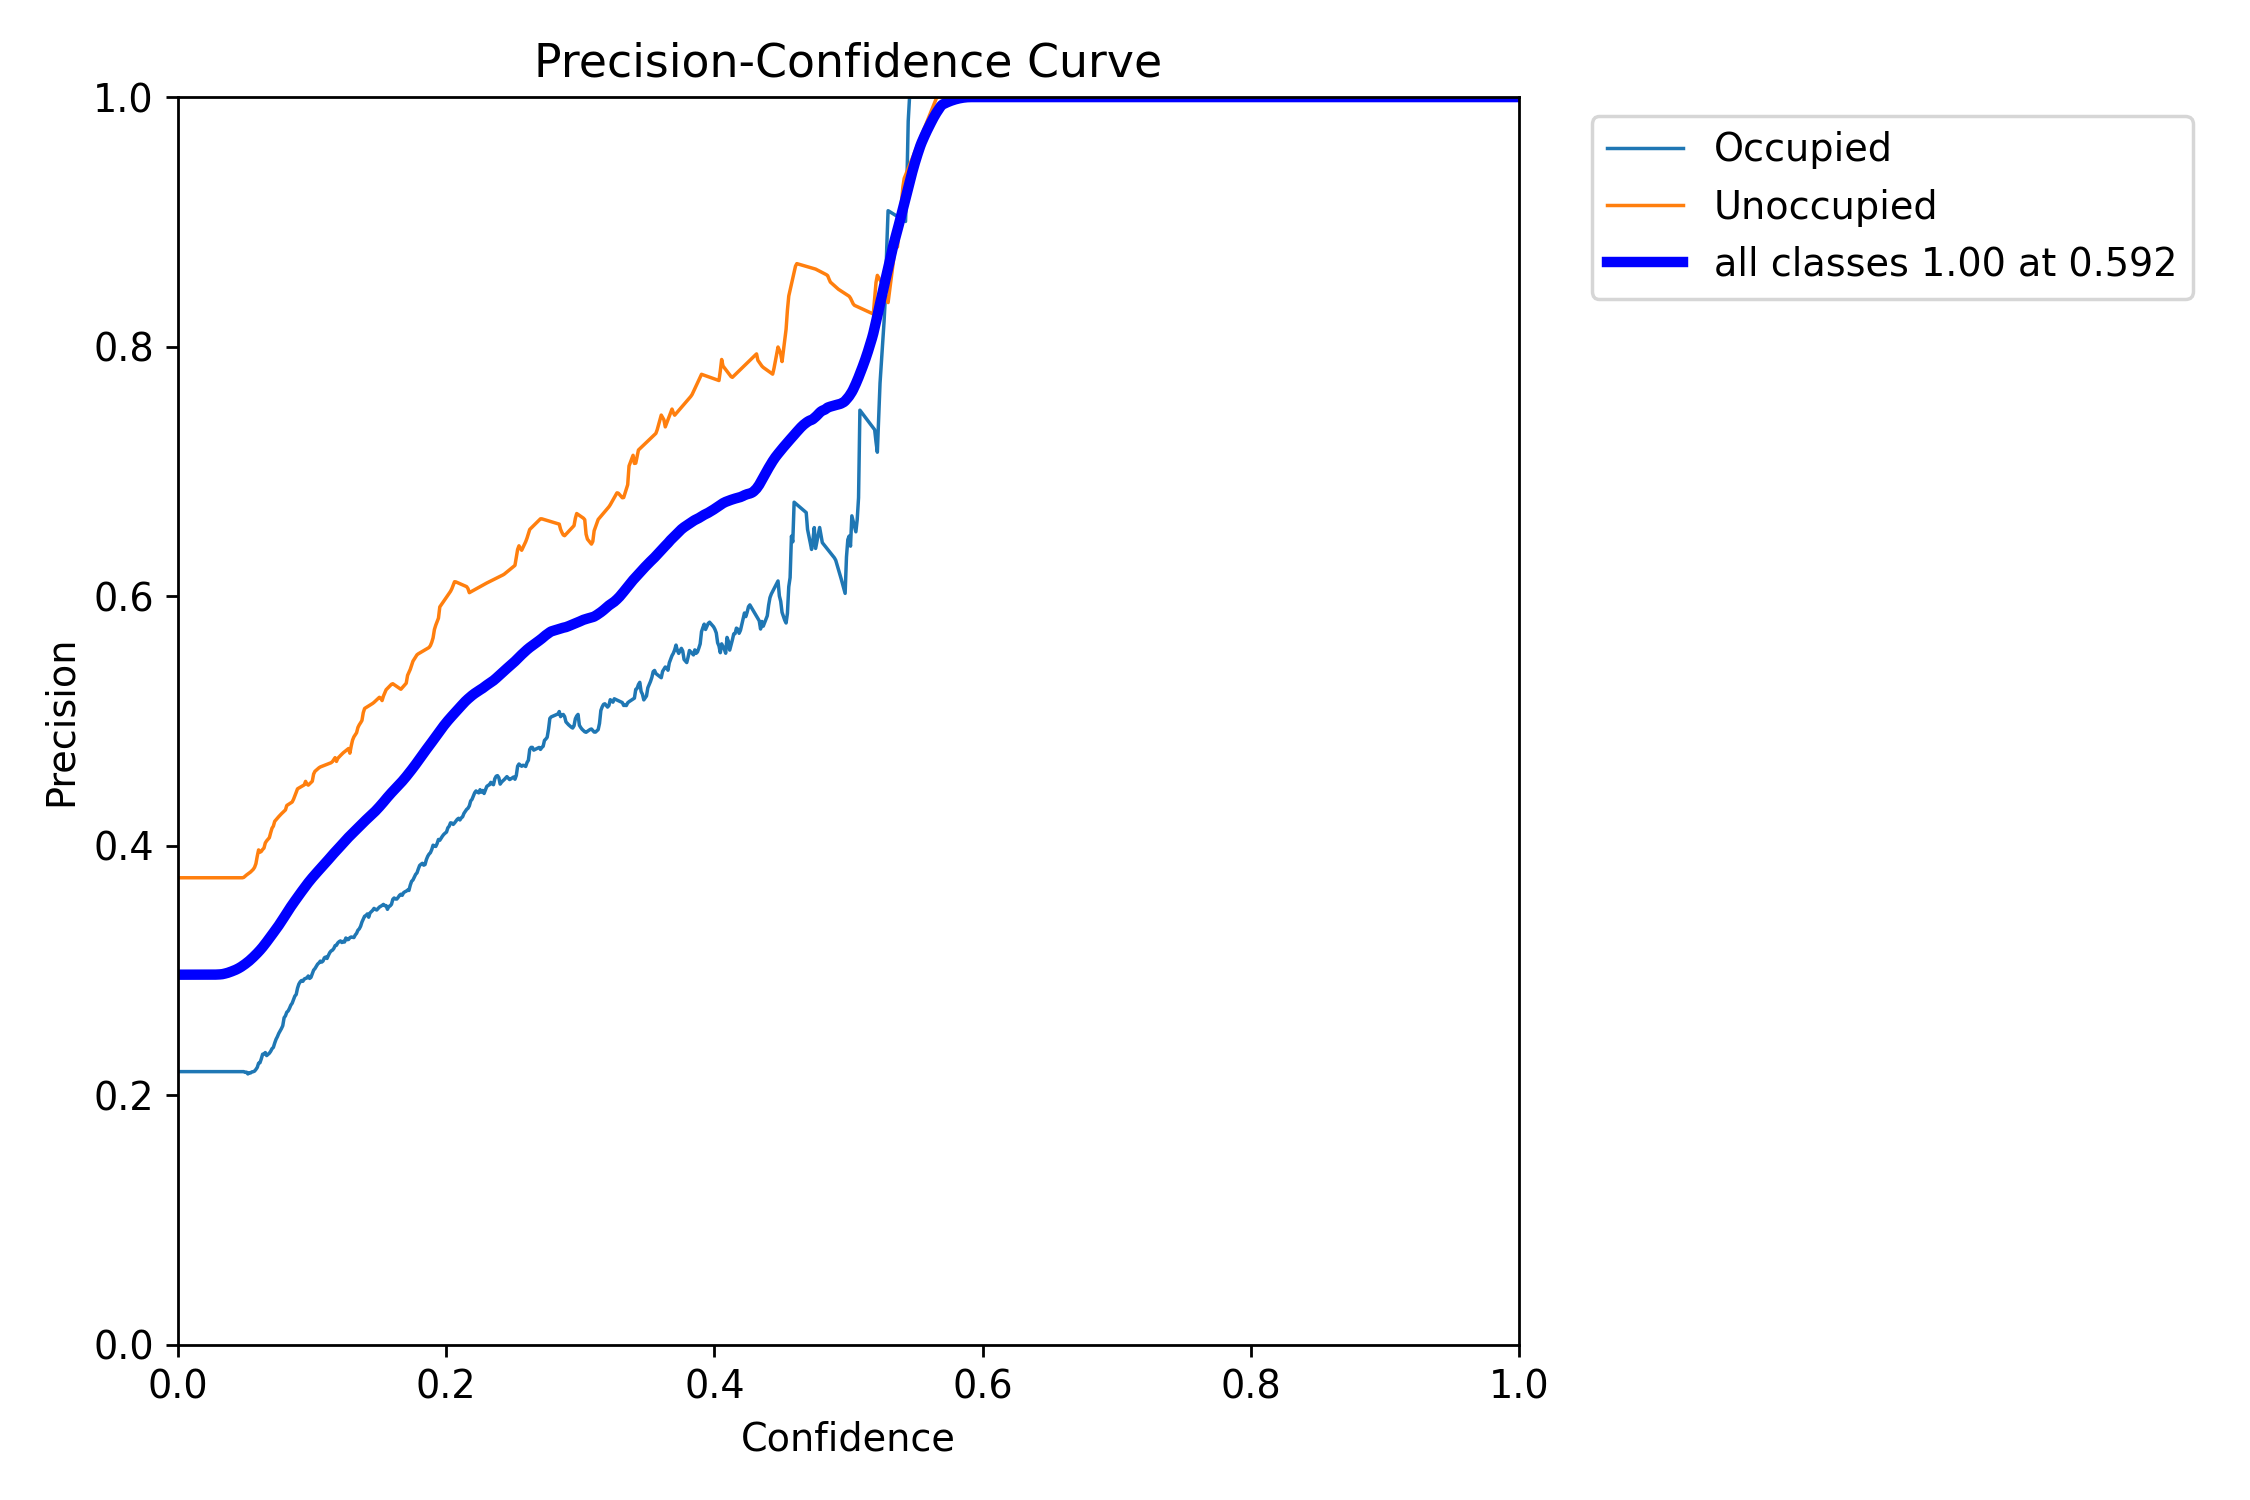 Precision-Confidence Curve
1.0
0.8
0.6
0.4
0.2
0.0
Precision
0.0 0.2 0.4 0.6 0.8 1.0
Confidence
Occupied
Unoccupied
all classes 1.00 at 0.592